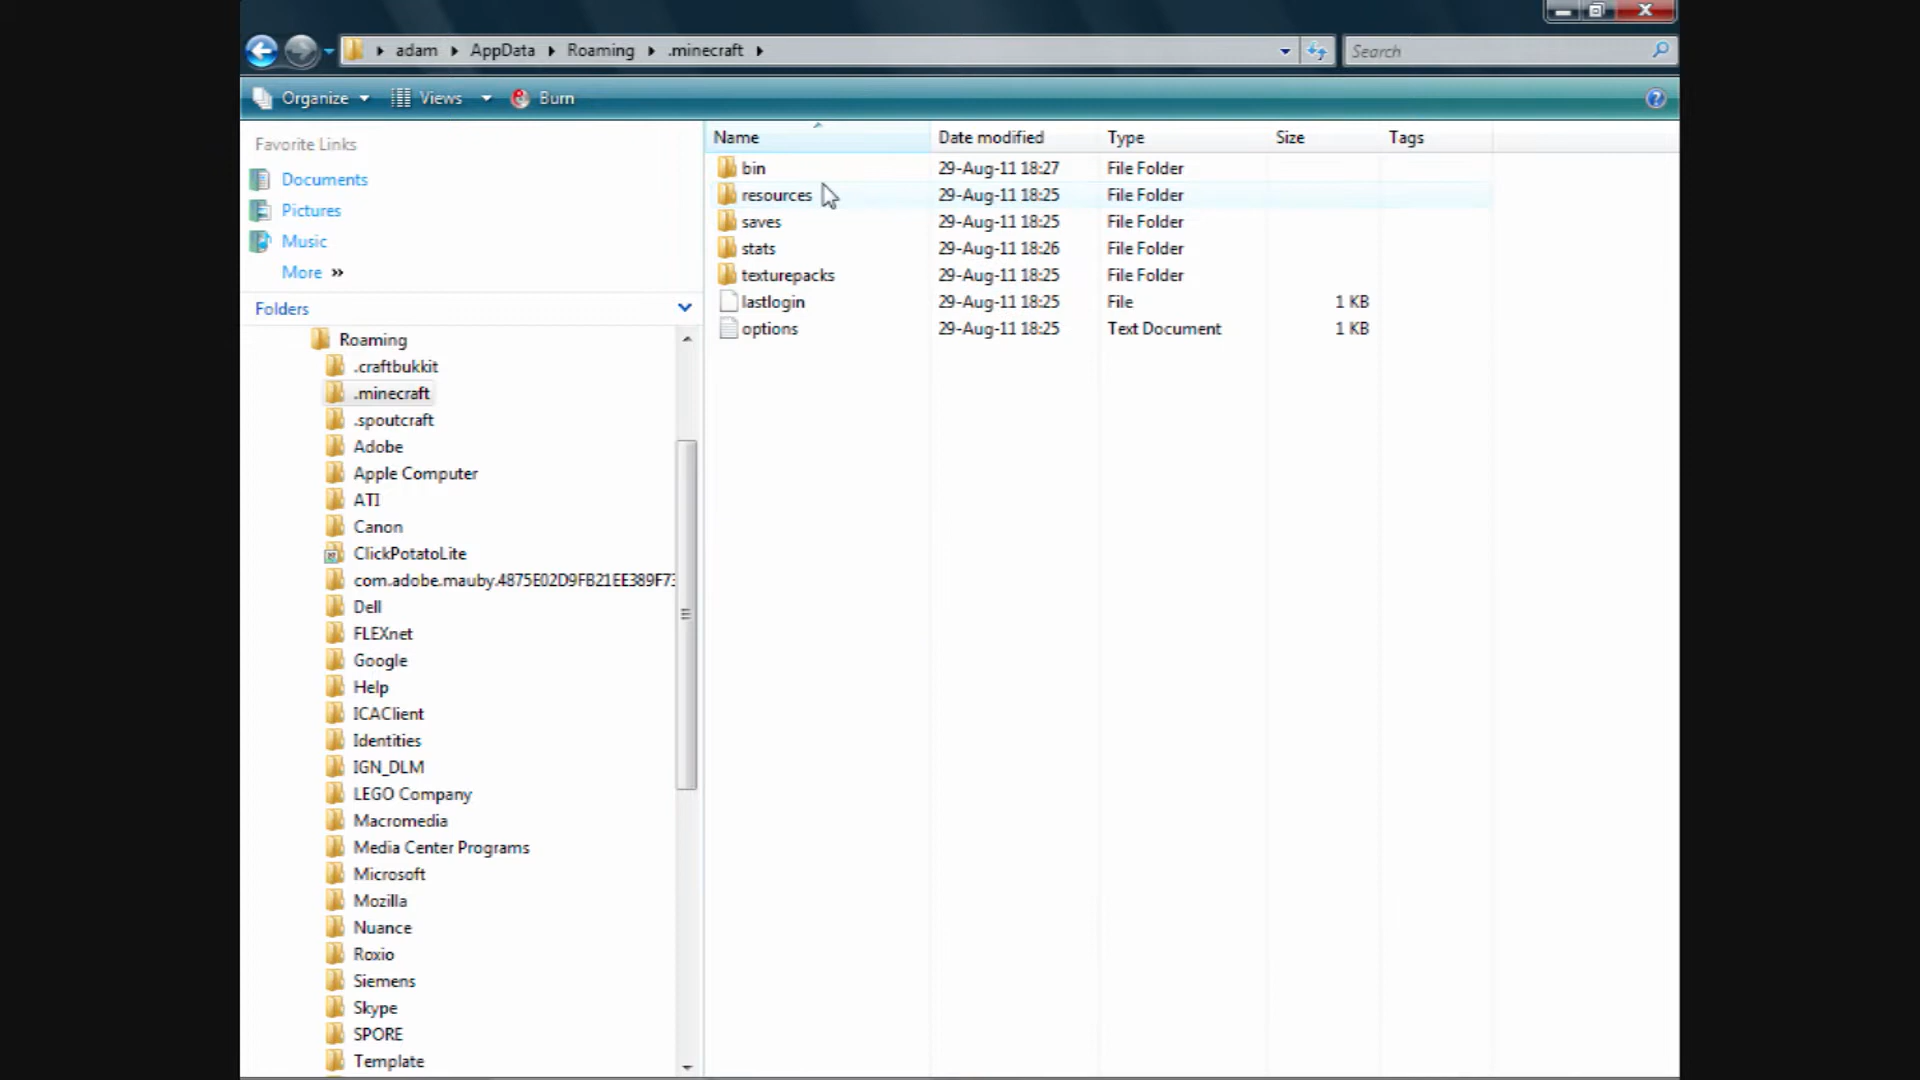 adam AppData Roaming .minecraft
Search
Organize Views Burn
Favorite Links
Documents
Pictures
Music
More »
Folders
Roaming
.craftbukkit
.minecraft
.spoutcraft
Adobe
Apple Computer
ATI
Canon
ClickPotatoLite
com.adobe.mauby.4875E02D9FB21EE389F73
Dell
FLEXnet
Google
Help
ICAClient
Identities
IGN_DLM
LEGO Company
Macromedia
Media Center Programs
Microsoft
Mozilla
Nuance
Roxio
Siemens
Skype
SPORE
Template
Name Date modified Type Size Tags
bin 29-Aug-11 18:27 File Folder
resources 29-Aug-11 18:25 File Folder
saves 29-Aug-11 18:25 File Folder
stats 29-Aug-11 18:26 File Folder
texturepacks 29-Aug-11 18:25 File Folder
lastlogin 29-Aug-11 18:25 File 1 KB
options 29-Aug-11 18:25 Text Document 1 KB